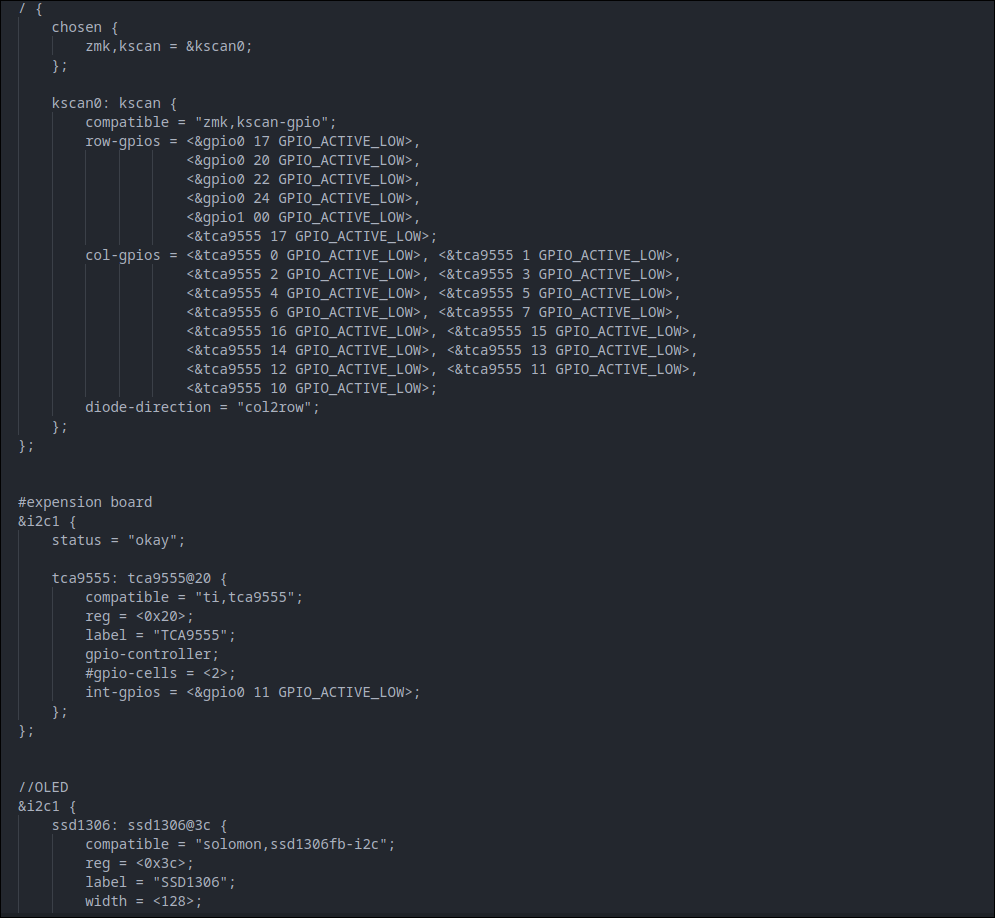 / {
    chosen {
        zmk,kscan = &kscan0;
    };

    kscan0: kscan {
        compatible = "zmk,kscan-gpio";
        row-gpios = <&gpio0 17 GPIO_ACTIVE_LOW>,
                    <&gpio0 20 GPIO_ACTIVE_LOW>,
                    <&gpio0 22 GPIO_ACTIVE_LOW>,
                    <&gpio0 24 GPIO_ACTIVE_LOW>,
                    <&gpio1 00 GPIO_ACTIVE_LOW>,
                    <&tca9555 17 GPIO_ACTIVE_LOW>;
        col-gpios = <&tca9555 0 GPIO_ACTIVE_LOW>, <&tca9555 1 GPIO_ACTIVE_LOW>,
                    <&tca9555 2 GPIO_ACTIVE_LOW>, <&tca9555 3 GPIO_ACTIVE_LOW>,
                    <&tca9555 4 GPIO_ACTIVE_LOW>, <&tca9555 5 GPIO_ACTIVE_LOW>,
                    <&tca9555 6 GPIO_ACTIVE_LOW>, <&tca9555 7 GPIO_ACTIVE_LOW>,
                    <&tca9555 16 GPIO_ACTIVE_LOW>, <&tca9555 15 GPIO_ACTIVE_LOW>,
                    <&tca9555 14 GPIO_ACTIVE_LOW>, <&tca9555 13 GPIO_ACTIVE_LOW>,
                    <&tca9555 12 GPIO_ACTIVE_LOW>, <&tca9555 11 GPIO_ACTIVE_LOW>,
                    <&tca9555 10 GPIO_ACTIVE_LOW>;
        diode-direction = "col2row";
    };
};


#expension board
&i2c1 {
    status = "okay";

    tca9555: tca9555@20 {
        compatible = "ti,tca9555";
        reg = <0x20>;
        label = "TCA9555";
        gpio-controller;
        #gpio-cells = <2>;
        int-gpios = <&gpio0 11 GPIO_ACTIVE_LOW>;
    };
};


//OLED
&i2c1 {
    ssd1306: ssd1306@3c {
        compatible = "solomon,ssd1306fb-i2c";
        reg = <0x3c>;
        label = "SSD1306";
        width = <128>;